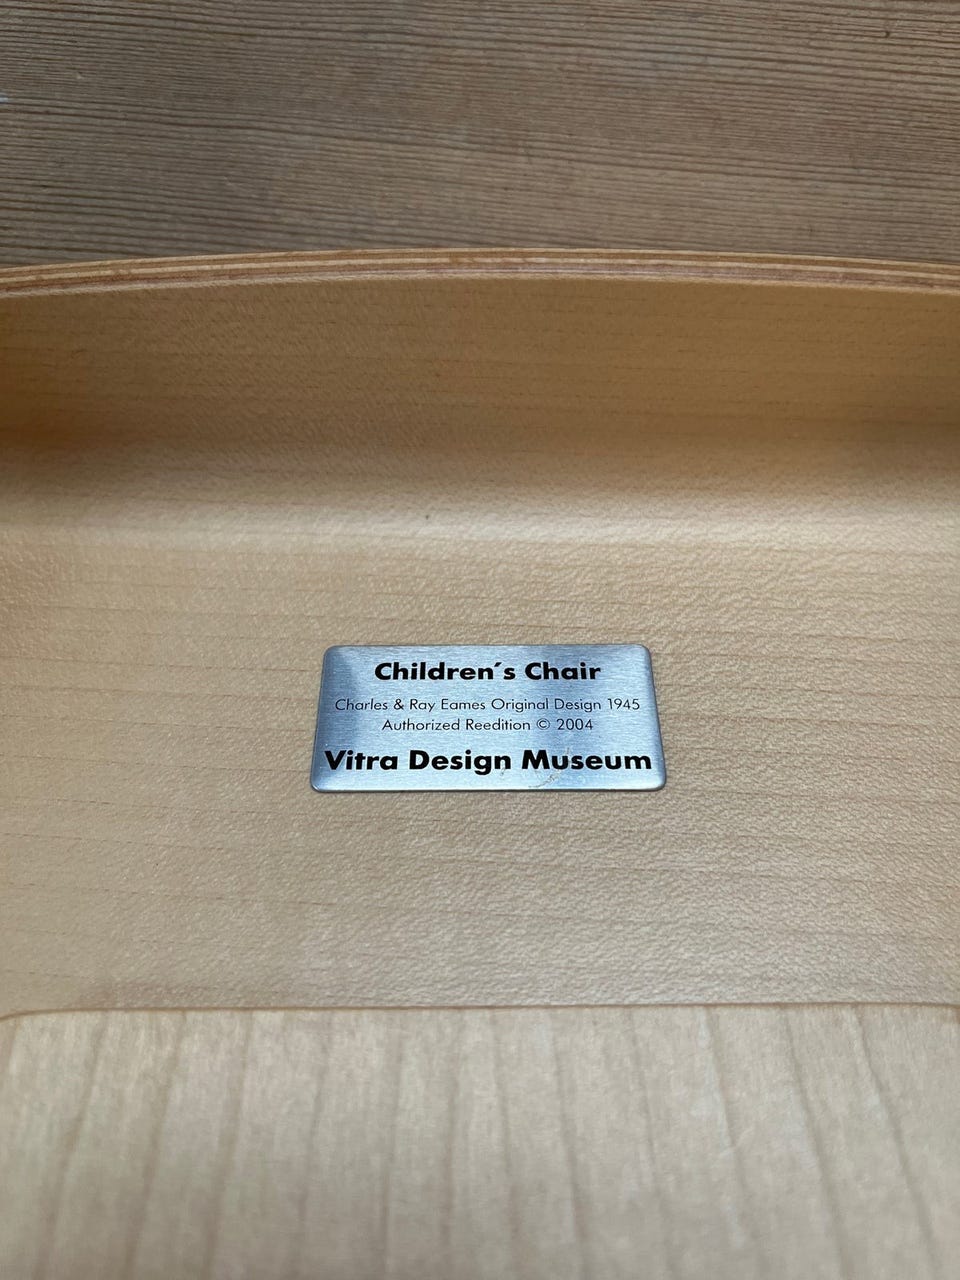 Children´s Chair
Charles & Ray Eames Original Design 1945
Authorized Reedition © 2004
Vitra Design Museum